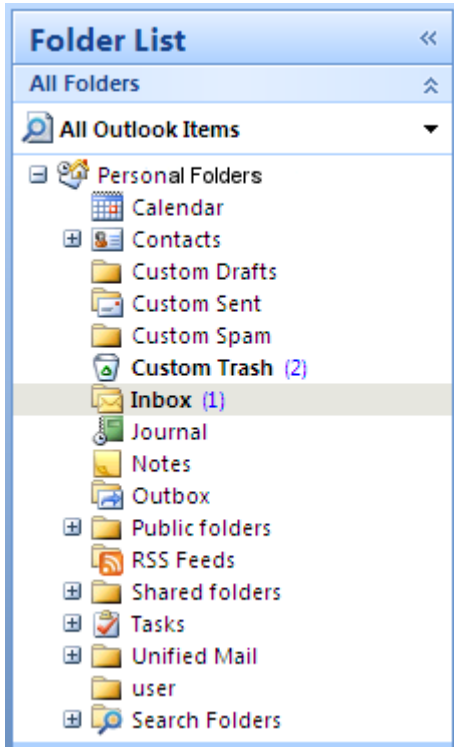 Folder List
All Folders
All Outlook Items
Personal Folders
Calendar
Contacts
Custom Drafts
Custom Sent
Custom Spam
Custom Trash (2)
Inbox (1)
Journal
Notes
Outbox
Public folders
RSS Feeds
Shared folders
Tasks
Unified Mail
user
Search Folders